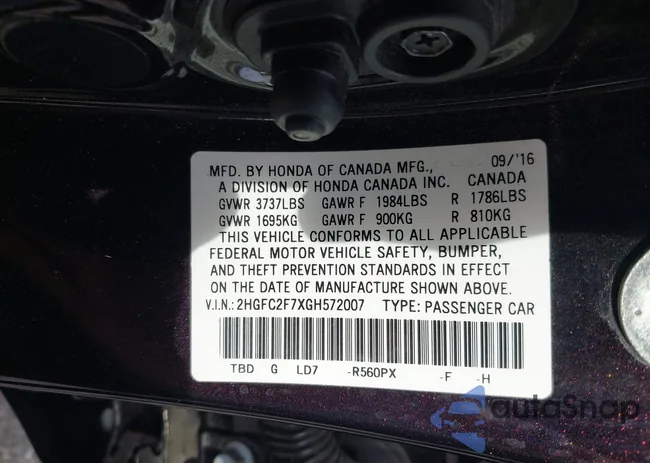 MFD. BY HONDA OF CANADA MFG., 09/'16
A DIVISION OF HONDA CANADA INC. CANADA
GVWR 3737LBS GAWR F 1984LBS R 1786LBS
GVWR 1695KG GAWR F 900KG R 810KG
THIS VEHICLE CONFORMS TO ALL APPLICABLE
FEDERAL MOTOR VEHICLE SAFETY, BUMPER,
AND THEFT PREVENTION STANDARDS IN EFFECT
ON THE DATE OF MANUFACTURE SHOWN ABOVE.
V.I.N.: 2HGFC2F7XGH572007 TYPE: PASSENGER CAR
TBD G LD7 -R560PX -F -H
autoSnap